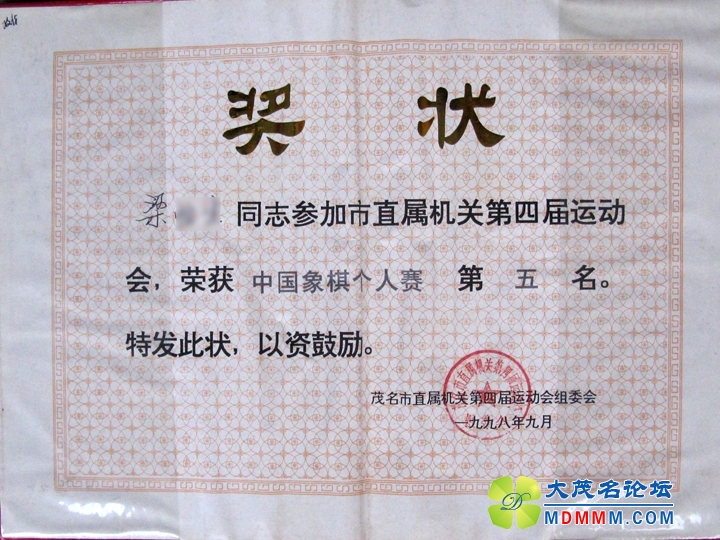 奖状
梁 同志参加市直属机关第四届运动
会，荣获 中国象棋个人赛 第 五 名。
特发此状，以资鼓励。
茂名市直属机关第四届运动会组委会
一九九八年九月
大茂名论坛
MDMMM.COM